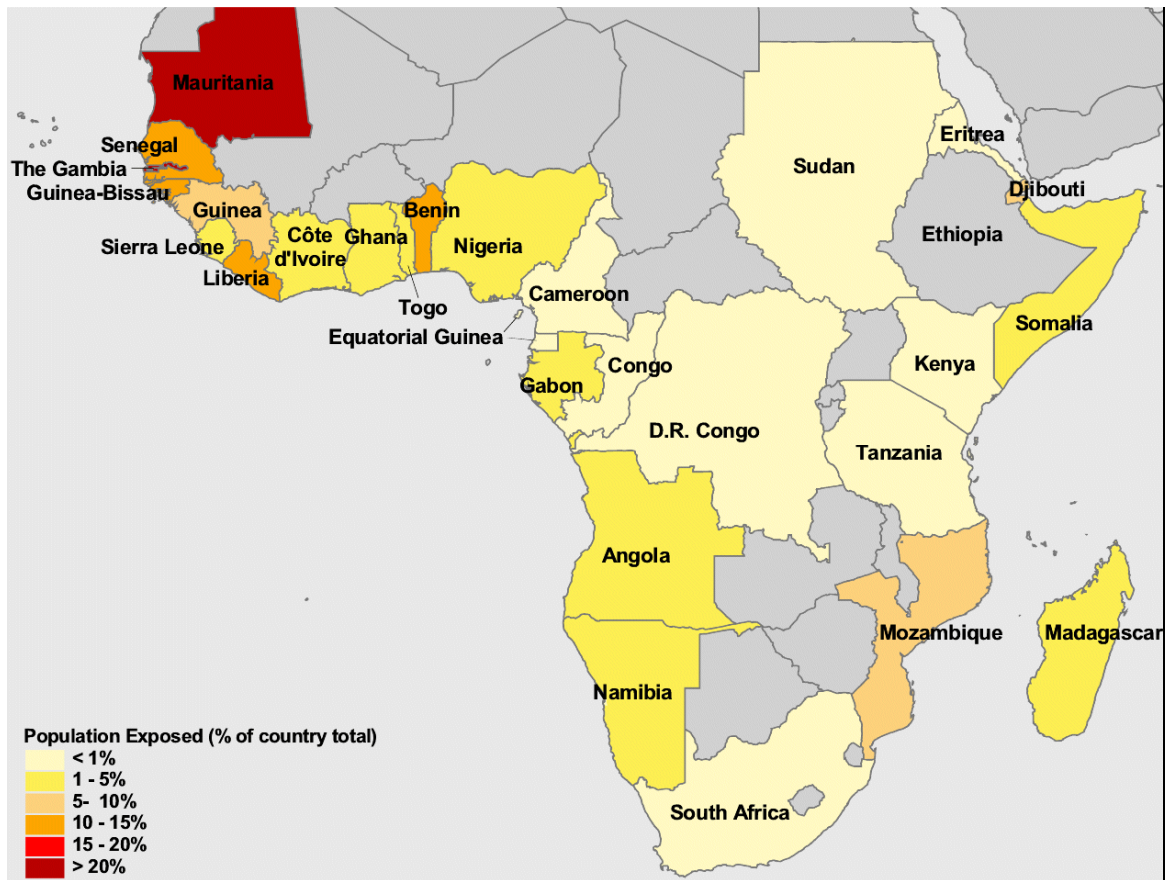 Mauritania
Senegal
The Gambia
Guinea-Bissau
Guinea
Sierra Leone
Liberia
Côte
d'Ivoire
Ghana
Benin
Nigeria
Togo
Equatorial Guinea
Cameroon
Gabon
Congo
D.R. Congo
Sudan
Eritrea
Djibouti
Ethiopia
Somalia
Kenya
Tanzania
Angola
Namibia
Mozambique
Madagascar
South Africa
Population Exposed (% of country total)
< 1%
1 - 5%
5- 10%
10 - 15%
15 - 20%
> 20%